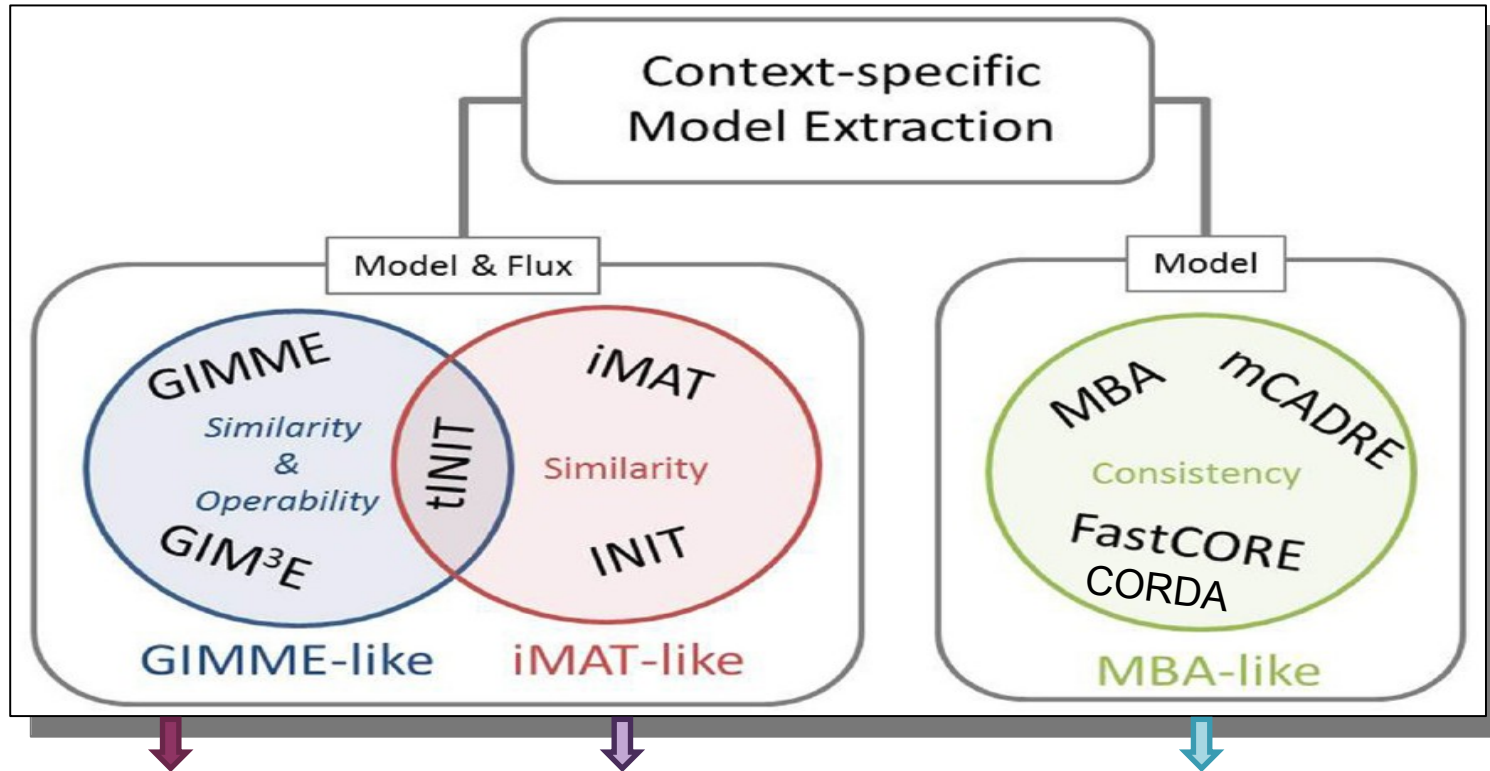 Context-specific
Model Extraction
Model & Flux
Model
GIMME
Similarity
&
Operability
GIM³E
tINIT
iMAT
Similarity
INIT
GIMME-like
iMAT-like
MBA
mCADRE
Consistency
FastCORE
CORDA
MBA-like